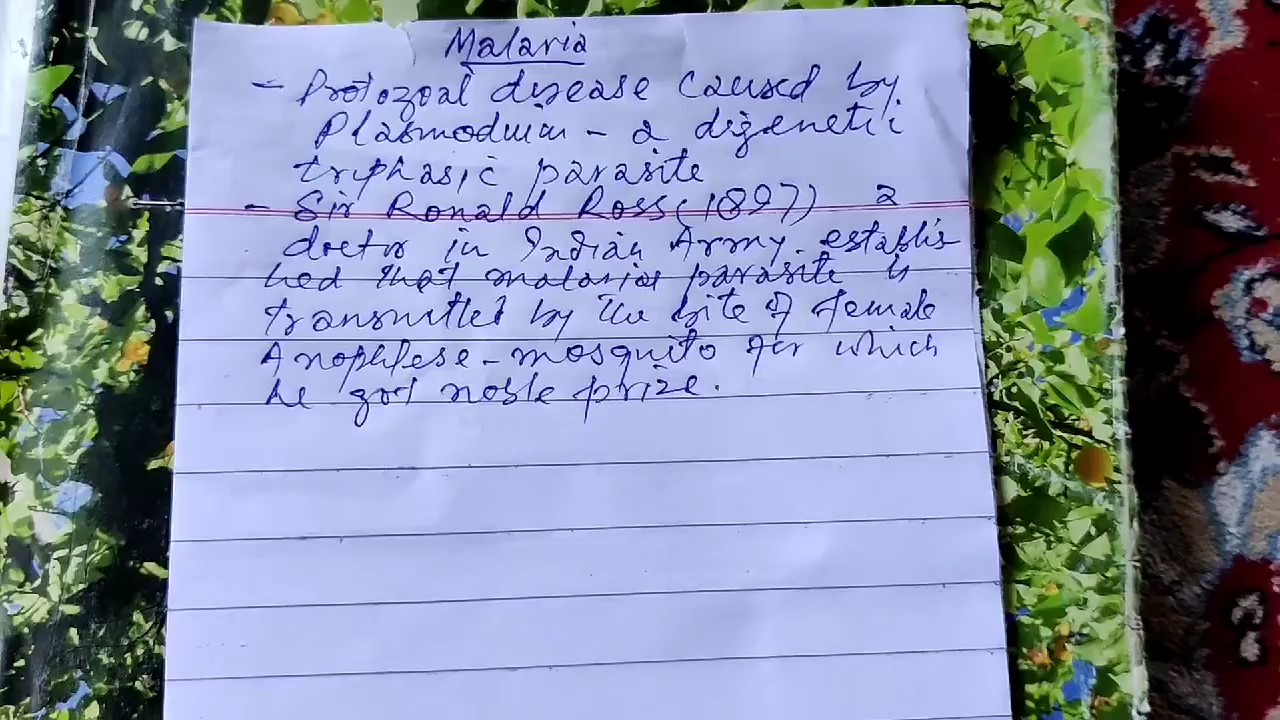 Malaria
- Protozoal disease caused by
Plasmodium - a digenetic
triphasic parasite
- Sir Ronald Ross (1897) a
doctor in Indian Army. establis
hed that malarial parasite is
transmitted by the bite of female
Anophlese - mosquito for which
he got noble prize.